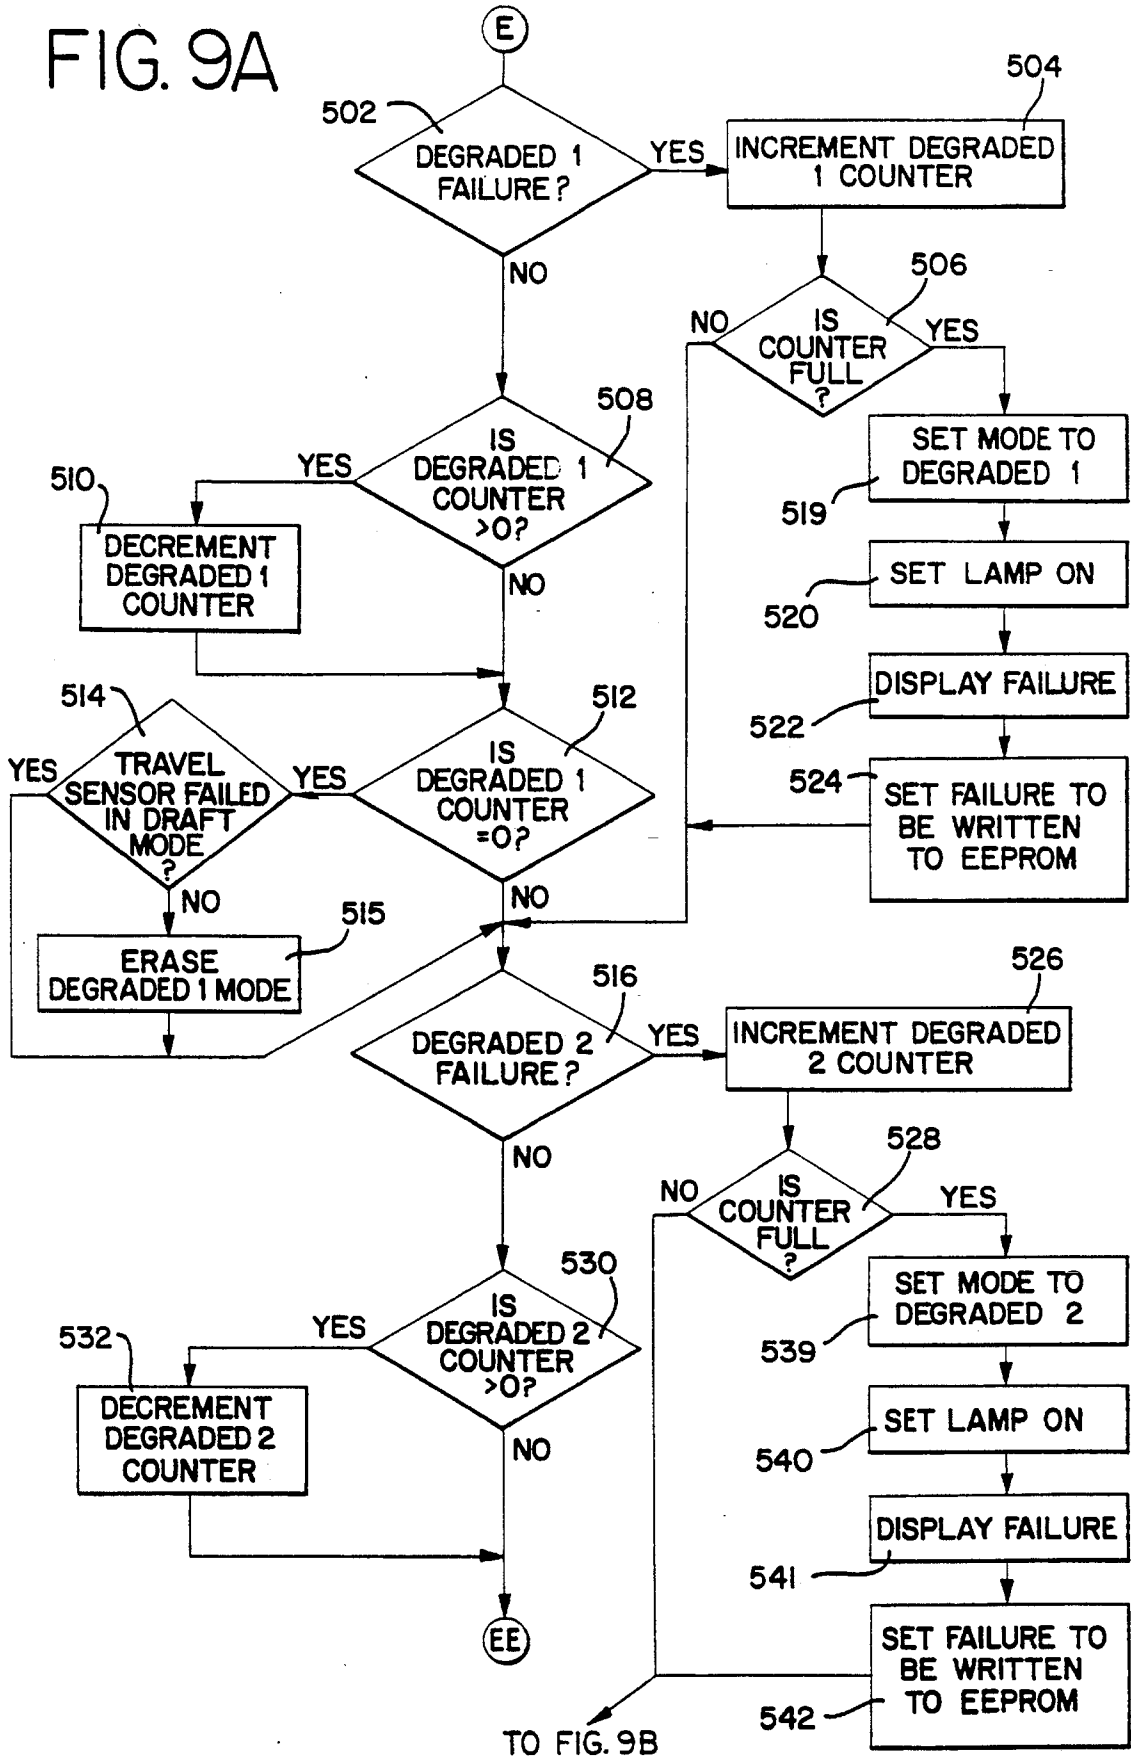 FIG. 9A
E
502
DEGRADED 1
FAILURE?
YES
NO
504
INCREMENT DEGRADED
1 COUNTER
506
IS
COUNTER
FULL
?
NO
YES
508
IS
DEGRADED 1
COUNTER
>0?
YES
NO
510
DECREMENT
DEGRADED 1
COUNTER
SET MODE TO
DEGRADED 1
519
SET LAMP ON
520
DISPLAY FAILURE
522
524
SET FAILURE TO
BE WRITTEN
TO EEPROM
512
IS
DEGRADED 1
COUNTER
=0?
YES
NO
514
TRAVEL
SENSOR FAILED
IN DRAFT
MODE
?
YES
NO
515
ERASE
DEGRADED 1 MODE
516
DEGRADED 2
FAILURE?
YES
NO
526
INCREMENT DEGRADED
2 COUNTER
528
IS
COUNTER
FULL
?
NO
YES
530
IS
DEGRADED 2
COUNTER
>0?
YES
NO
532
DECREMENT
DEGRADED 2
COUNTER
SET MODE TO
DEGRADED 2
539
SET LAMP ON
540
DISPLAY FAILURE
541
SET FAILURE TO
BE WRITTEN
TO EEPROM
542
EE
TO FIG. 9B